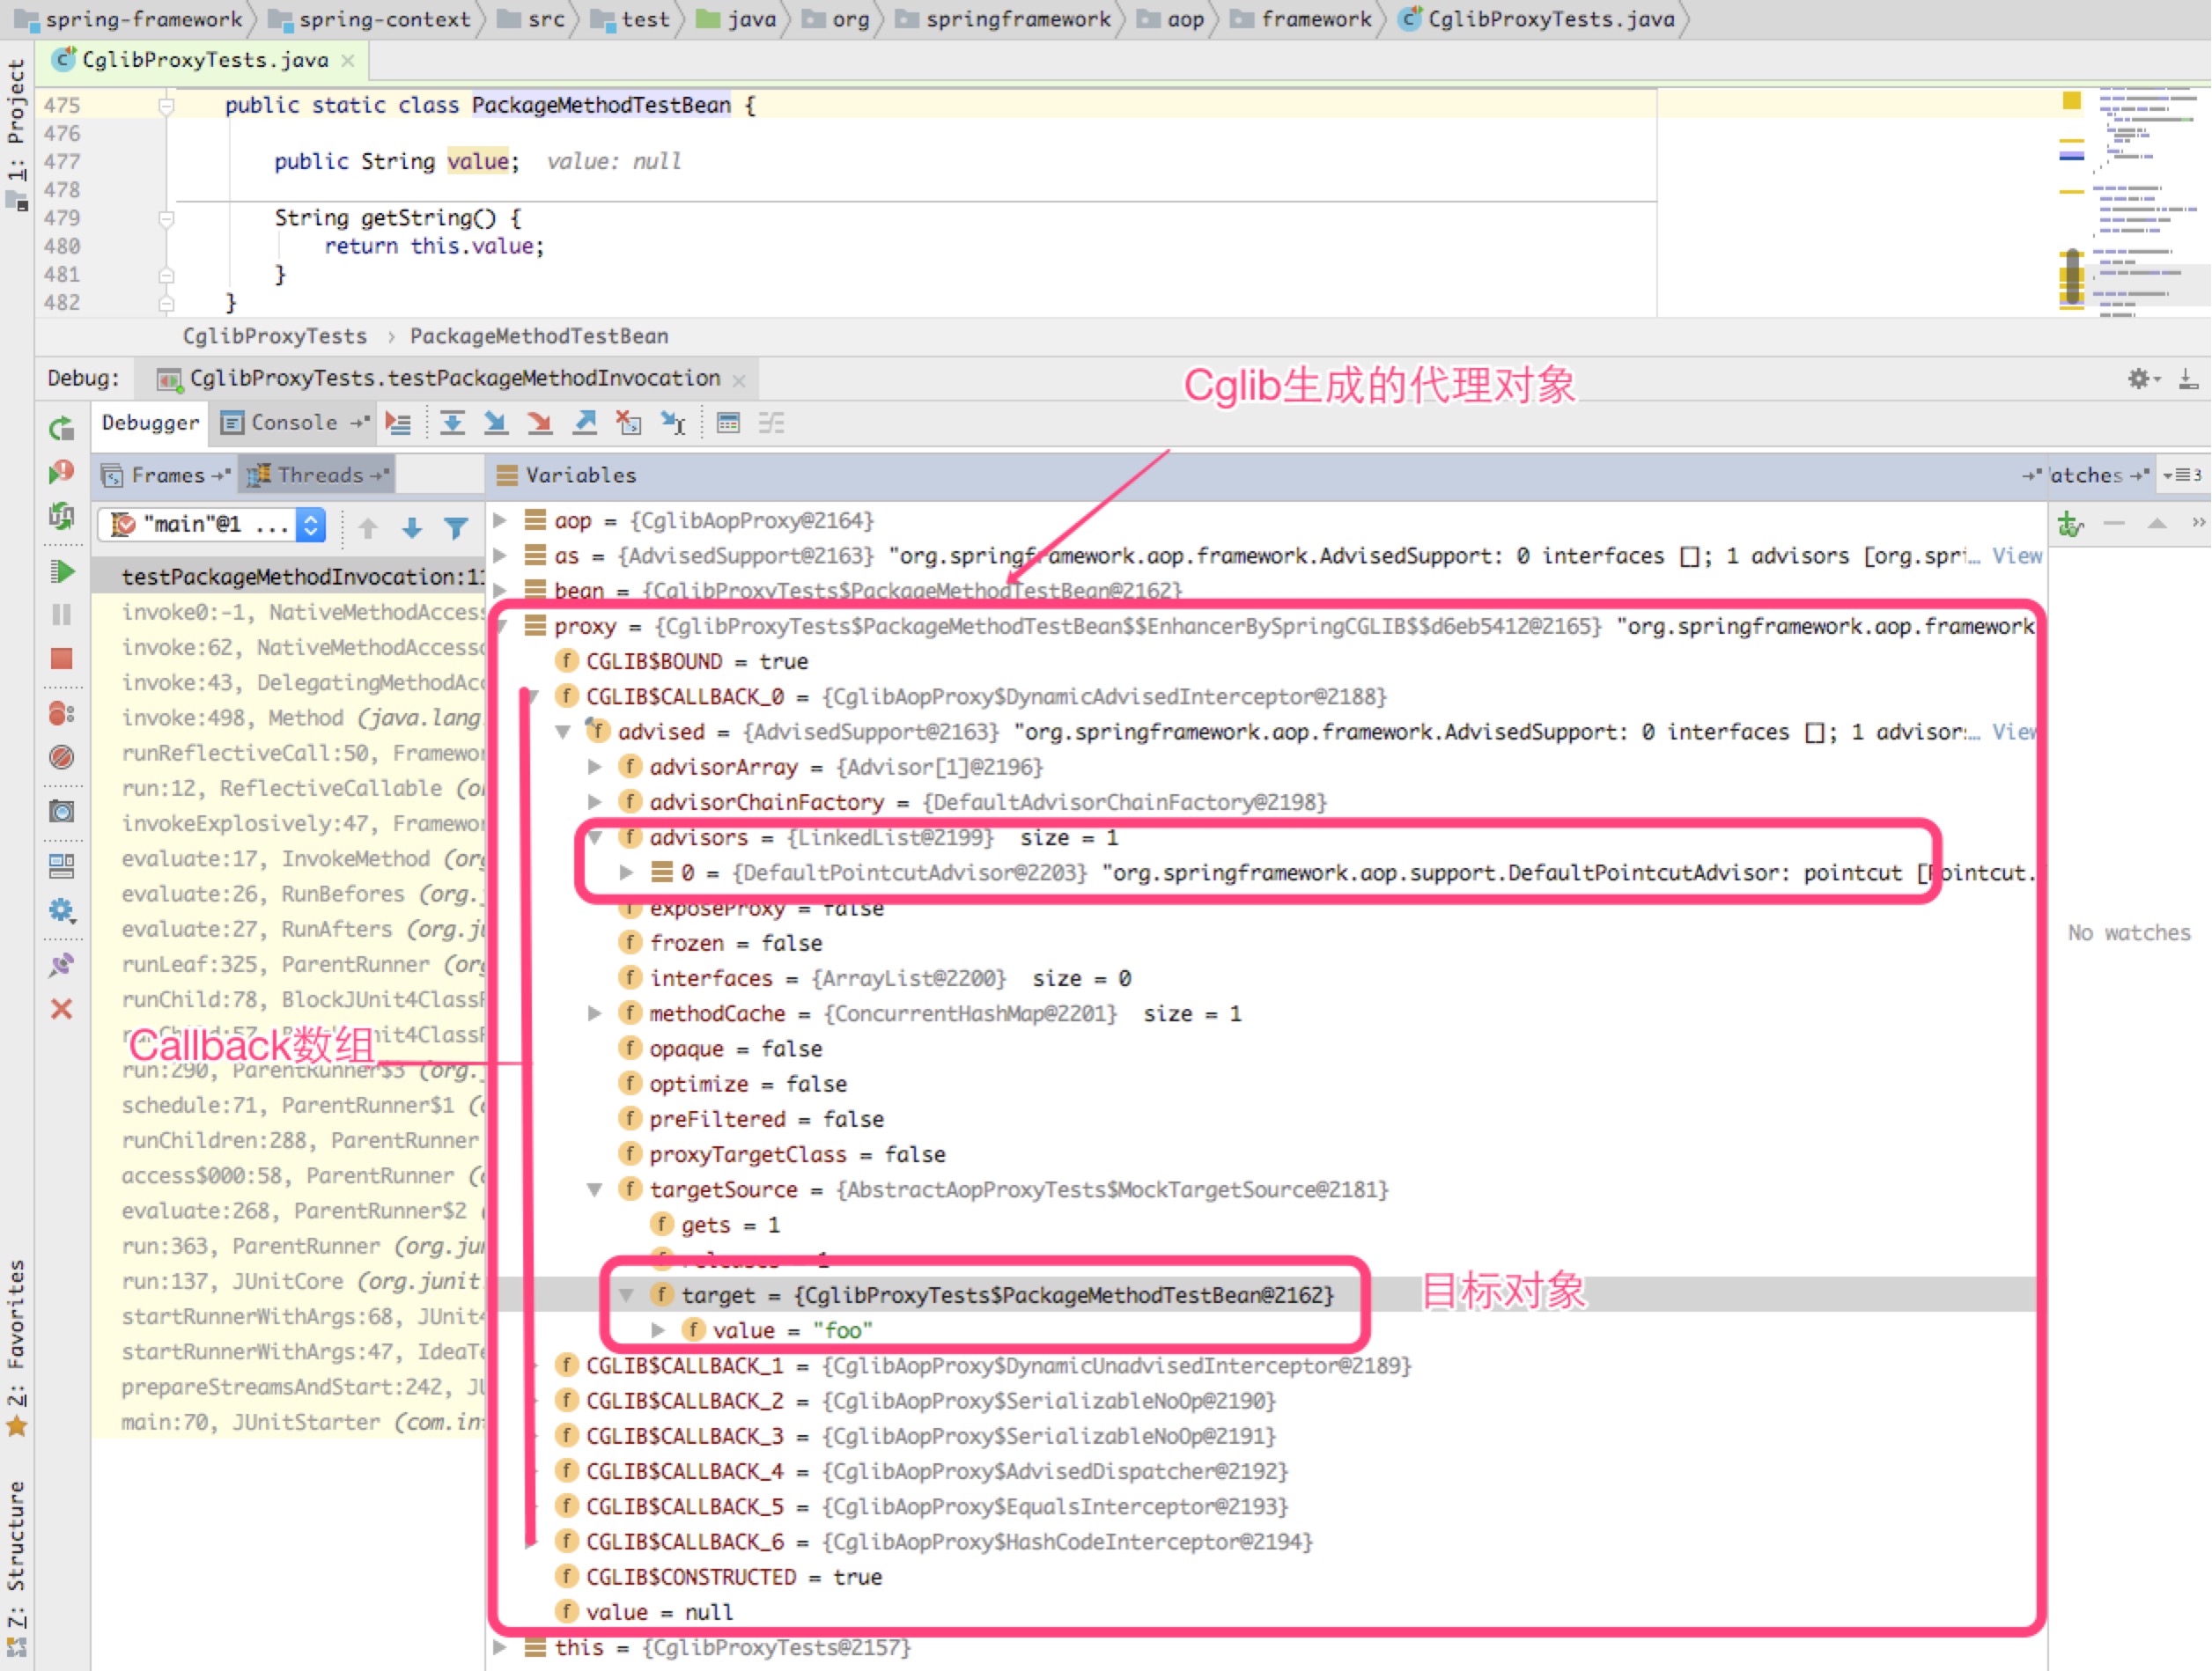 spring-framework spring-context src test java org springframework aop framework CglibProxyTests.java
CglibProxyTests.java
1: Project
475 public static class PackageMethodTestBean {
476
477 public String value; value: null
478
479 String getString() {
480 return this.value;
481 }
482 }
CglibProxyTests › PackageMethodTestBean
Debug: CglibProxyTests.testPackageMethodInvocation
Cglib生成的代理对象
Debugger Console
Frames Threads Variables atches 3
"main"@1 ...
testPackageMethodInvocation:11
invoke0:-1, NativeMethodAccess
invoke:62, NativeMethodAccesso
invoke:43, DelegatingMethodAcc
invoke:498, Method (java.lang.
runReflectiveCall:50, Framewor
run:12, ReflectiveCallable (o
invokeExplosively:47, Framewor
evaluate:17, InvokeMethod (org
evaluate:26, RunBefores (org.
evaluate:27, RunAfters (org.ju
runLeaf:325, ParentRunner (org
runChild:78, BlockJUnit4Class
Callback数组
run:290, ParentRunner$3 (org.
schedule:71, ParentRunner$1 (
runChildren:288, ParentRunner
access$000:58, ParentRunner (
evaluate:268, ParentRunner$2
run:363, ParentRunner (org.jun
run:137, JUnitCore (org.junit
startRunnerWithArgs:68, JUnit4
startRunnerWithArgs:47, IdeaTe
prepareStreamsAndStart:242, JU
main:70, JUnitStarter (com.in
aop = {CglibAopProxy@2164}
as = {AdvisedSupport@2163} "org.springframework.aop.framework.AdvisedSupport: 0 interfaces []; 1 advisors [org.spri... View
bean = {CglibProxyTests$PackageMethodTestBean@2162}
proxy = {CglibProxyTests$PackageMethodTestBean$$EnhancerBySpringCGLIB$$d6eb5412@2165} "org.springframework.aop.framework
CGLIB$BOUND = true
CGLIB$CALLBACK_0 = {CglibAopProxy$DynamicAdvisedInterceptor@2188}
advised = {AdvisedSupport@2163} "org.springframework.aop.framework.AdvisedSupport: 0 interfaces []; 1 advisor... View
advisorArray = {Advisor[1]@2196}
advisorChainFactory = {DefaultAdvisorChainFactory@2198}
advisors = {LinkedList@2199} size = 1
0 = {DefaultPointcutAdvisor@2203} "org.springframework.aop.support.DefaultPointcutAdvisor: pointcut [Pointcut.
exposeProxy = false
frozen = false
interfaces = {ArrayList@2200} size = 0
methodCache = {ConcurrentHashMap@2201} size = 1
opaque = false
optimize = false
preFiltered = false
proxyTargetClass = false
targetSource = {AbstractAopProxyTests$MockTargetSource@2181}
gets = 1
releases = 1
target = {CglibProxyTests$PackageMethodTestBean@2162}
目标对象
value = "foo"
CGLIB$CALLBACK_1 = {CglibAopProxy$DynamicUnadvisedInterceptor@2189}
CGLIB$CALLBACK_2 = {CglibAopProxy$SerializableNoOp@2190}
CGLIB$CALLBACK_3 = {CglibAopProxy$SerializableNoOp@2191}
CGLIB$CALLBACK_4 = {CglibAopProxy$AdvisedDispatcher@2192}
CGLIB$CALLBACK_5 = {CglibAopProxy$EqualsInterceptor@2193}
CGLIB$CALLBACK_6 = {CglibAopProxy$HashCodeInterceptor@2194}
CGLIB$CONSTRUCTED = true
value = null
this = {CglibProxyTests@2157}
No watches
2: Favorites
7: Structure